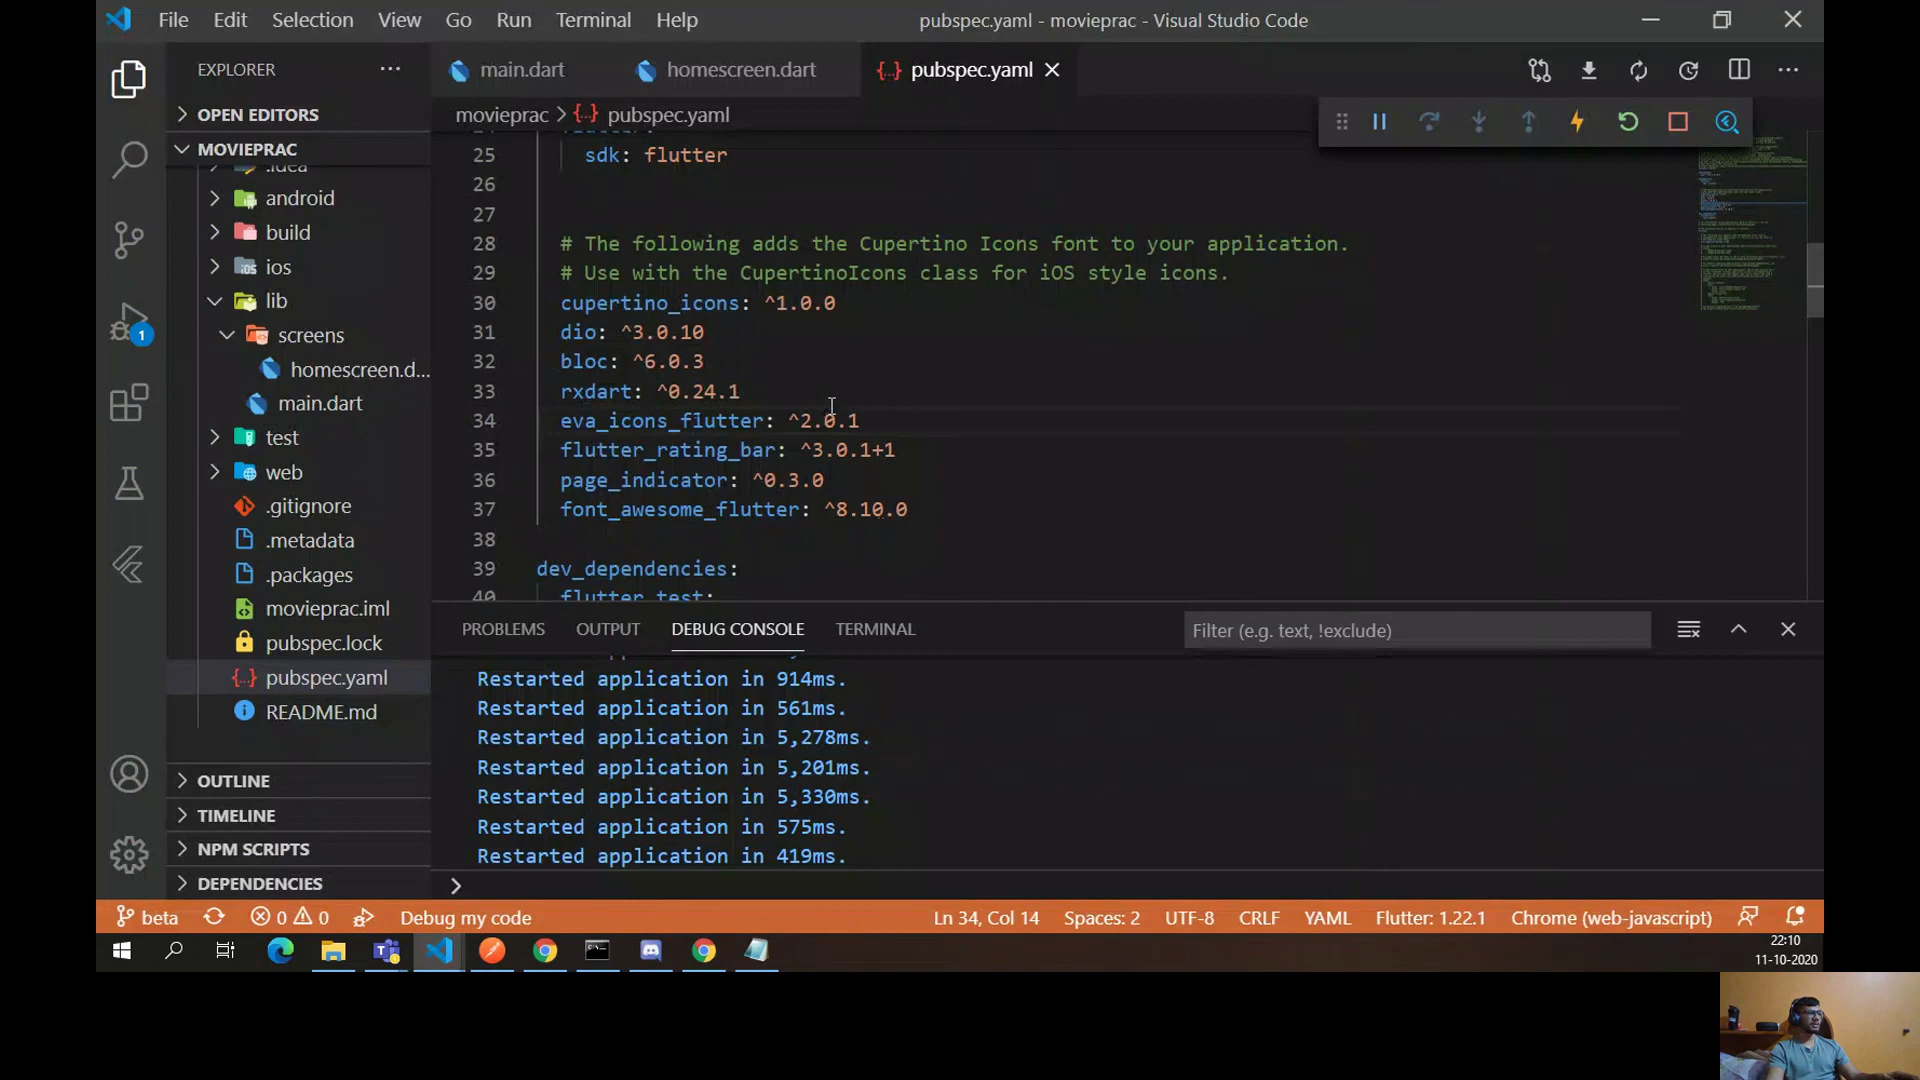 File Edit Selection View Go Run Terminal Help
pubspec.yaml - movieprac - Visual Studio Code
EXPLORER
main.dart
homescreen.dart
{..} pubspec.yaml
OPEN EDITORS
MOVIEPRAC
.idea
android
build
ios
lib
screens
homescreen.d...
main.dart
test
web
.gitignore
.metadata
.packages
movieprac.iml
pubspec.lock
{..} pubspec.yaml
README.md
OUTLINE
TIMELINE
NPM SCRIPTS
DEPENDENCIES
movieprac > {..} pubspec.yaml
25 sdk: flutter
26
27
28 # The following adds the Cupertino Icons font to your application.
29 # Use with the CupertinoIcons class for iOS style icons.
30 cupertino_icons: ^1.0.0
31 dio: ^3.0.10
32 bloc: ^6.0.3
33 rxdart: ^0.24.1
34 eva_icons_flutter: ^2.0.1
35 flutter_rating_bar: ^3.0.1+1
36 page_indicator: ^0.3.0
37 font_awesome_flutter: ^8.10.0
38
39 dev_dependencies:
40 flutter_test:
PROBLEMS OUTPUT DEBUG CONSOLE TERMINAL
Filter (e.g. text, !exclude)
Restarted application in 914ms.
Restarted application in 561ms.
Restarted application in 5,278ms.
Restarted application in 5,201ms.
Restarted application in 5,330ms.
Restarted application in 575ms.
Restarted application in 419ms.
1
beta 0 0 Debug my code Ln 34, Col 14 Spaces: 2 UTF-8 CRLF YAML Flutter: 1.22.1 Chrome (web-javascript)
22:10
11-10-2020